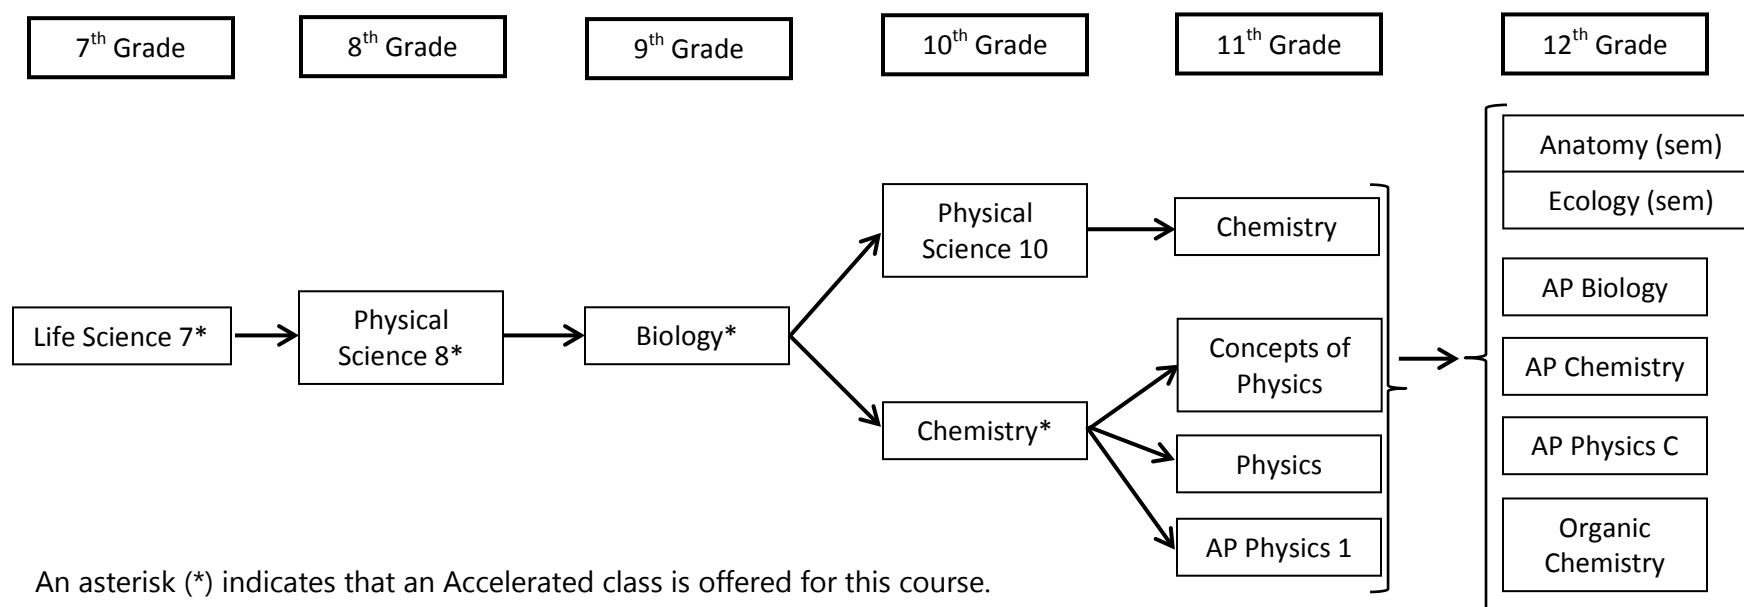 7th Grade
8th Grade
9th Grade
10th Grade
11th Grade
12th Grade
Life Science 7*
Physical
Science 8*
Biology*
Physical
Science 10
Chemistry*
Chemistry
Concepts of
Physics
Physics
AP Physics 1
Anatomy (sem)
Ecology (sem)
AP Biology
AP Chemistry
AP Physics C
Organic
Chemistry
An asterisk (*) indicates that an Accelerated class is offered for this course.